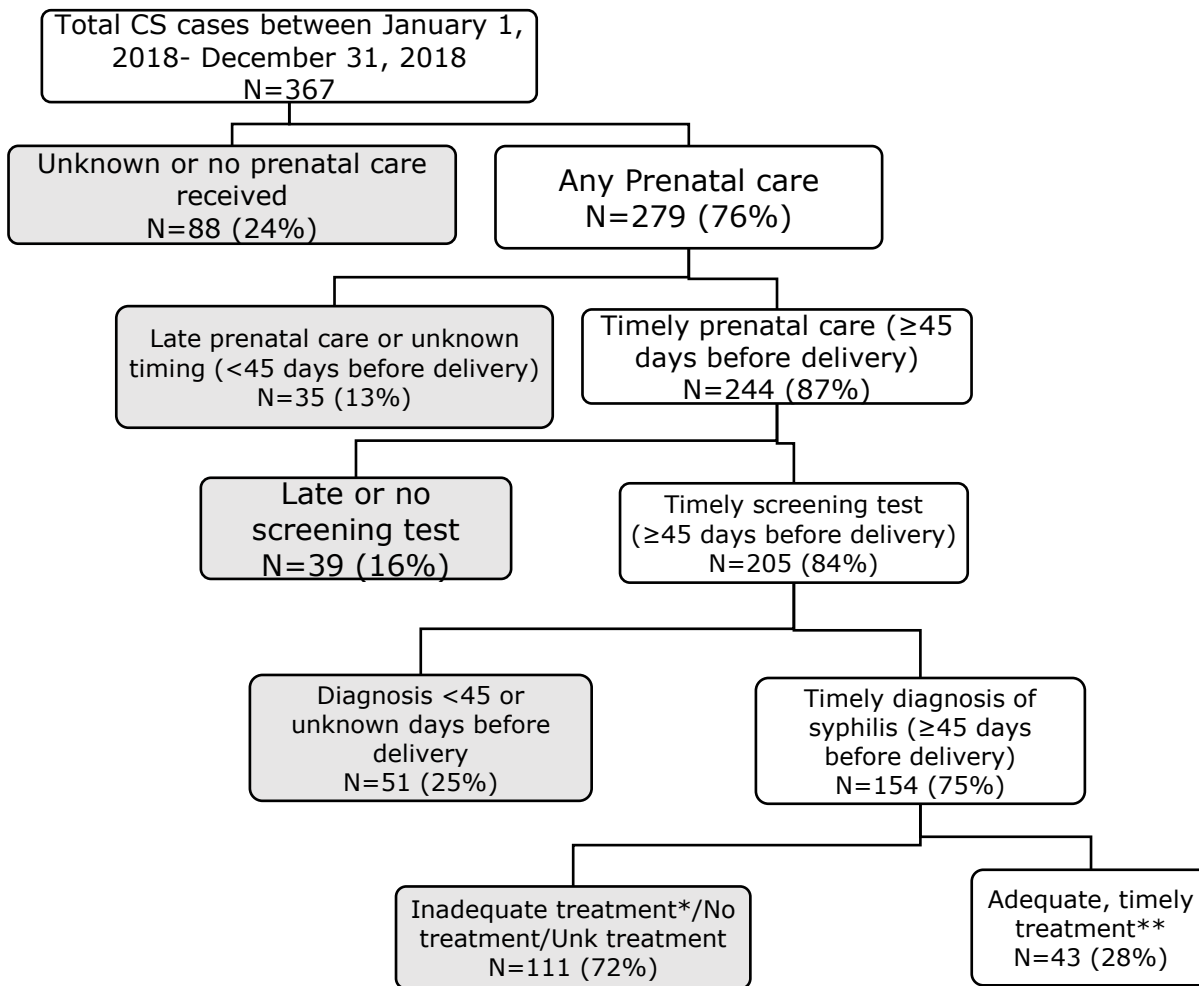 Total CS cases between January 1,
2018- December 31, 2018
N=367
Unknown or no prenatal care
received
N=88 (24%)
Any Prenatal care
N=279 (76%)
Late prenatal care or unknown
timing (<45 days before delivery)
N=35 (13%)
Timely prenatal care (≥45
days before delivery)
N=244 (87%)
Late or no
screening test
N=39 (16%)
Timely screening test
(≥45 days before delivery)
N=205 (84%)
Diagnosis <45 or
unknown days before
delivery
N=51 (25%)
Timely diagnosis of
syphilis (≥45 days
before delivery)
N=154 (75%)
Inadequate treatment*/No
treatment/Unk treatment
N=111 (72%)
Adequate, timely
treatment**
N=43 (28%)